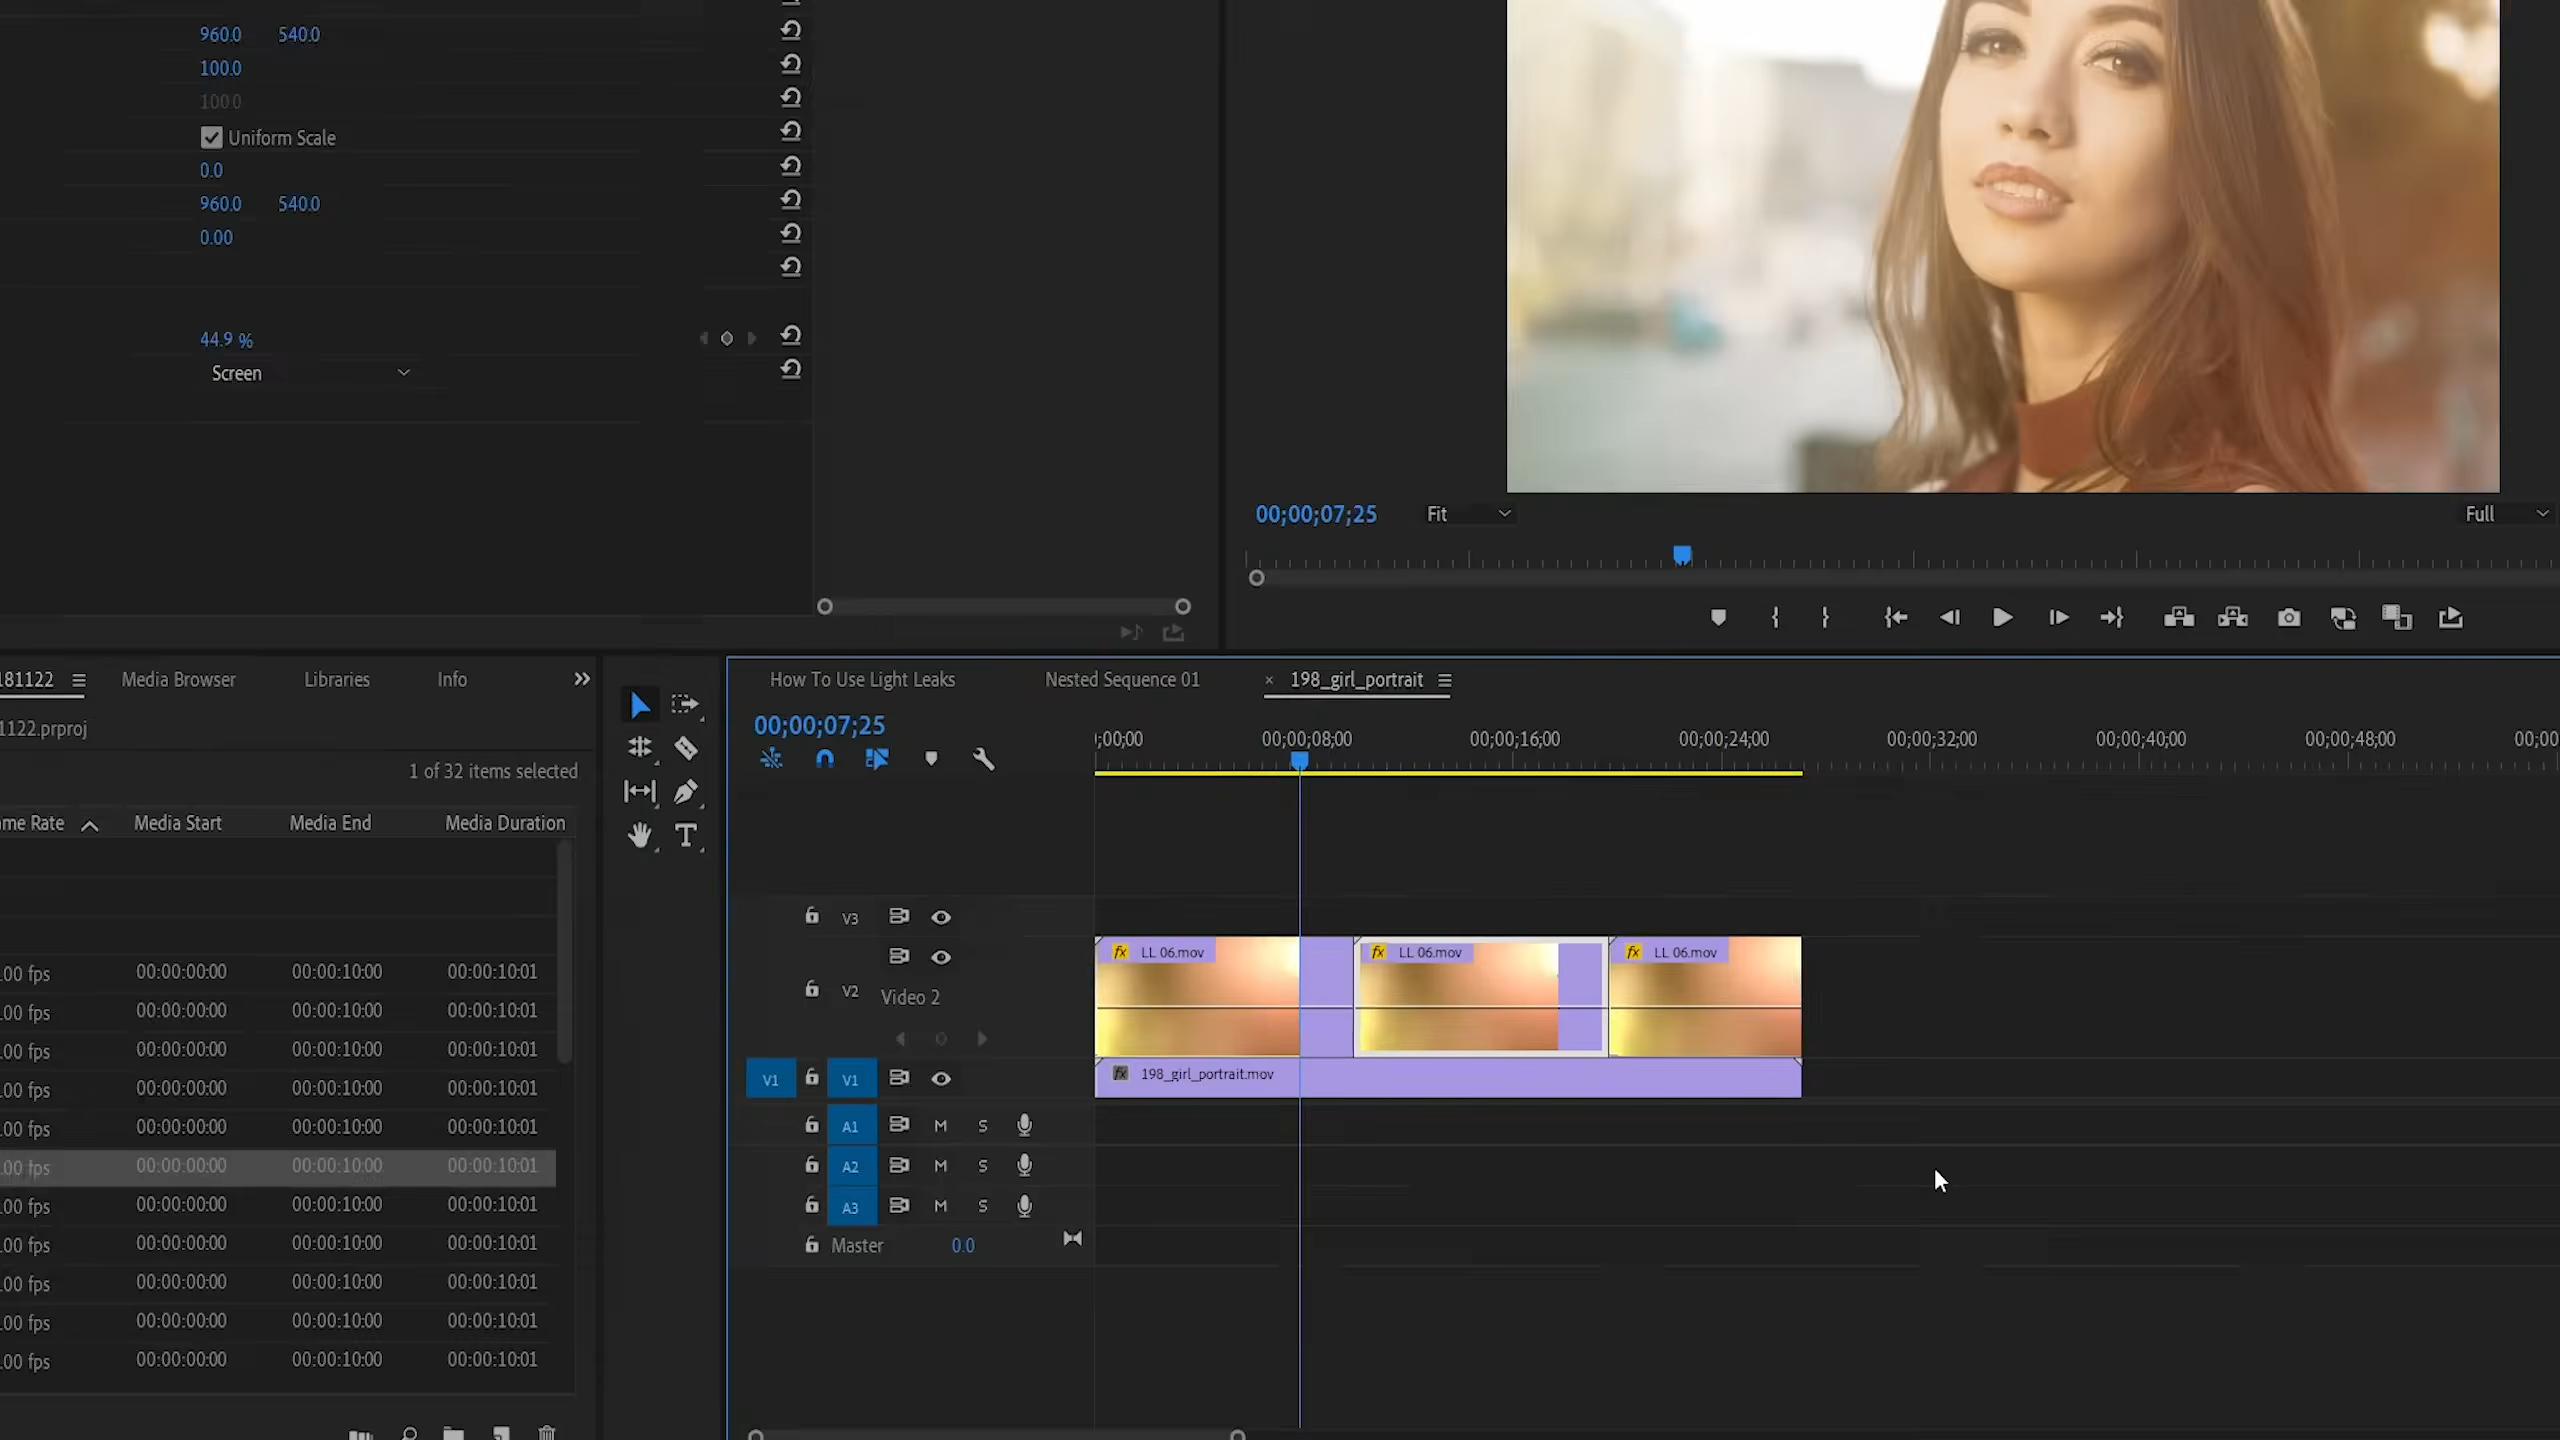 960.0 540.0
100.0
100.0
Uniform Scale
0.0
960.0 540.0
0.00
44.9 %
Screen
00;00;07;25 Fit Full
181122 Media Browser Libraries Info
1122.prproj
1 of 32 items selected
me Rate Media Start Media End Media Duration
.00 fps 00:00:00:00 00:00:10:00 00:00:10:01
.00 fps 00:00:00:00 00:00:10:00 00:00:10:01
.00 fps 00:00:00:00 00:00:10:00 00:00:10:01
.00 fps 00:00:00:00 00:00:10:00 00:00:10:01
.00 fps 00:00:00:00 00:00:10:00 00:00:10:01
.00 fps 00:00:00:00 00:00:10:00 00:00:10:01
.00 fps 00:00:00:00 00:00:10:00 00:00:10:01
.00 fps 00:00:00:00 00:00:10:00 00:00:10:01
.00 fps 00:00:00:00 00:00:10:00 00:00:10:01
.00 fps 00:00:00:00 00:00:10:00 00:00:10:01
.00 fps 00:00:00:00 00:00:10:00 00:00:10:01
How To Use Light Leaks Nested Sequence 01 × 198_girl_portrait
00;00;07;25
;00;00 00;00;08;00 00;00;16;00 00;00;24;00 00;00;32;00 00;00;40;00 00;00;48;00 00;00
V3
fx LL 06.mov fx LL 06.mov fx LL 06.mov
V2 Video 2
V1 V1 fx 198_girl_portrait.mov
A1 M S
A2 M S
A3 M S
Master 0.0